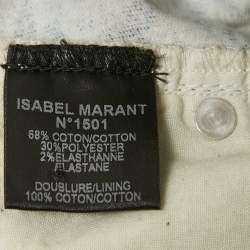 ISABEL MARANT
N°1501
68% COTON/COTTON
30% POLYESTER
2% ELASTHANNE
ELASTANE
DOUBLURE/LINING
100% COTON/COTTON